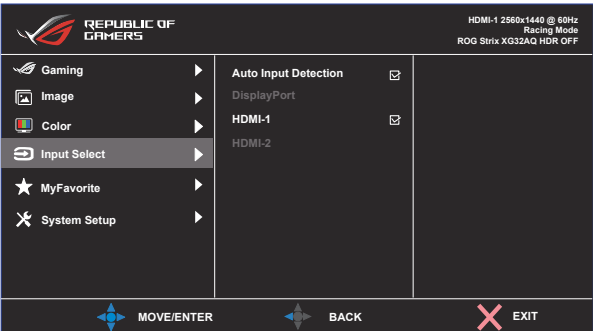 REPUBLIC OF
GAMERS
HDMI-1 2560x1440 @ 60Hz
Racing Mode
ROG Strix XG32AQ HDR OFF
Gaming
Image
Color
Input Select
MyFavorite
System Setup
Auto Input Detection
DisplayPort
HDMI-1
HDMI-2
MOVE/ENTER
BACK
EXIT